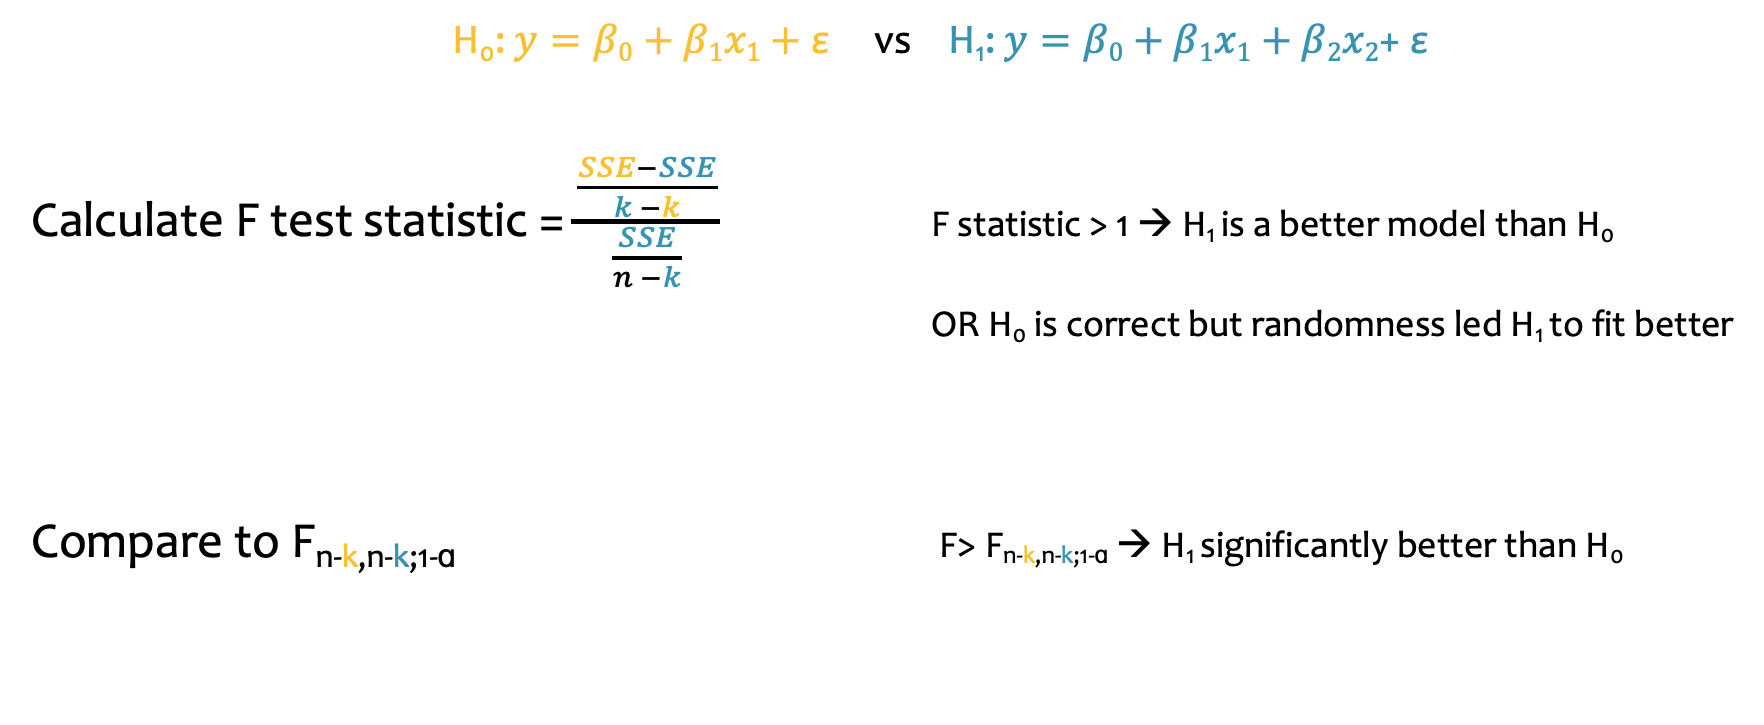 H₀: y = β₀ + β₁x₁ + ε vs H₁: y = β₀ + β₁x₁ + β₂x₂+ ε
SSE−SSE
k −k
Calculate F test statistic =
SSE
n −k
F statistic > 1 → H₁ is a better model than H₀
OR H₀ is correct but randomness led H₁ to fit better
Compare to Fn-k,n-k;1-α
F> Fn-k,n-k;1-α → H₁ significantly better than H₀